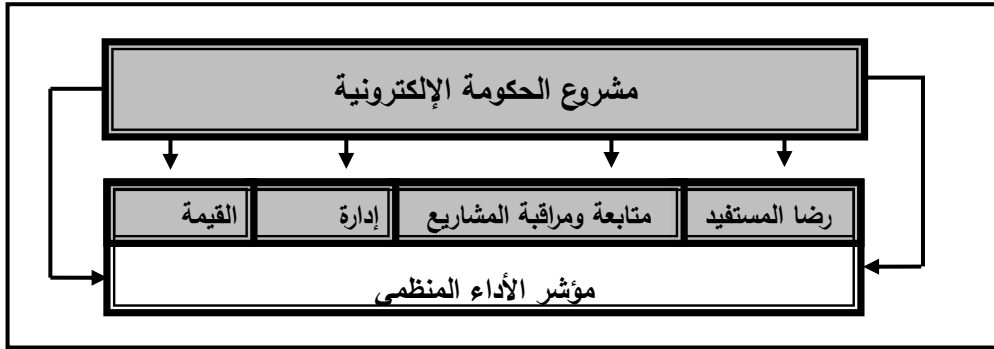 مشروع الحكومة الإلكترونية
رضا المستفيد
متابعة ومراقبة المشاريع
إدارة
القيمة
مؤشر الأداء المنظمي